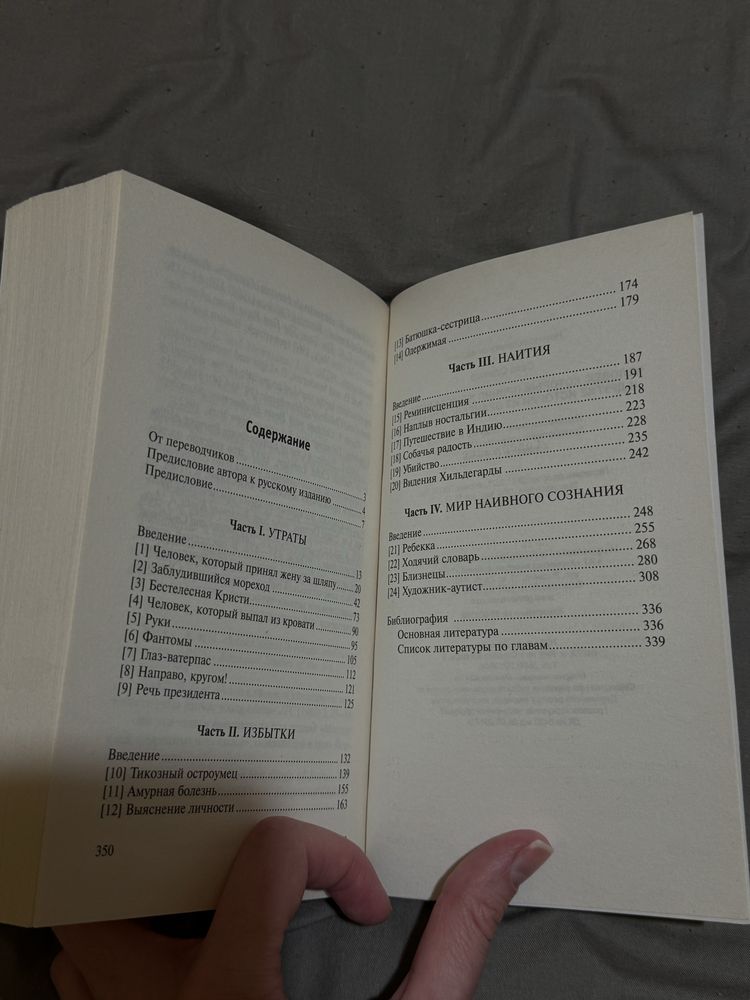 Содержание
От переводчиков 3
Предисловие автора к русскому изданию 4
Предисловие 7
Часть I. УТРАТЫ
Введение 13
[1] Человек, который принял жену за шляпу 20
[2] Заблудившийся мореход 42
[3] Бестелесная Кристи 73
[4] Человек, который выпал из кровати 90
[5] Руки 95
[6] Фантомы 105
[7] Глаз-ватерпас 112
[8] Направо, кругом! 121
[9] Речь президента 125
Часть II. ИЗБЫТКИ
Введение 132
[10] Тикозный остроумец 139
[11] Амурная болезнь 155
[12] Выяснение личности 163
350
[13] Батюшка-сестрица 174
[14] Одержимая 179
Часть III. НАИТИЯ
Введение 187
[15] Реминисценция 191
[16] Наплыв ностальгии 218
[17] Путешествие в Индию 223
[18] Собачья радость 228
[19] Убийство 235
[20] Видения Хильдегарды 242
Часть IV. МИР НАИВНОГО СОЗНАНИЯ
Введение 248
[21] Ребекка 255
[22] Ходячий словарь 268
[23] Близнецы 280
[24] Художник-аутист 308
Библиография 336
Основная литература 336
Список литературы по главам 339